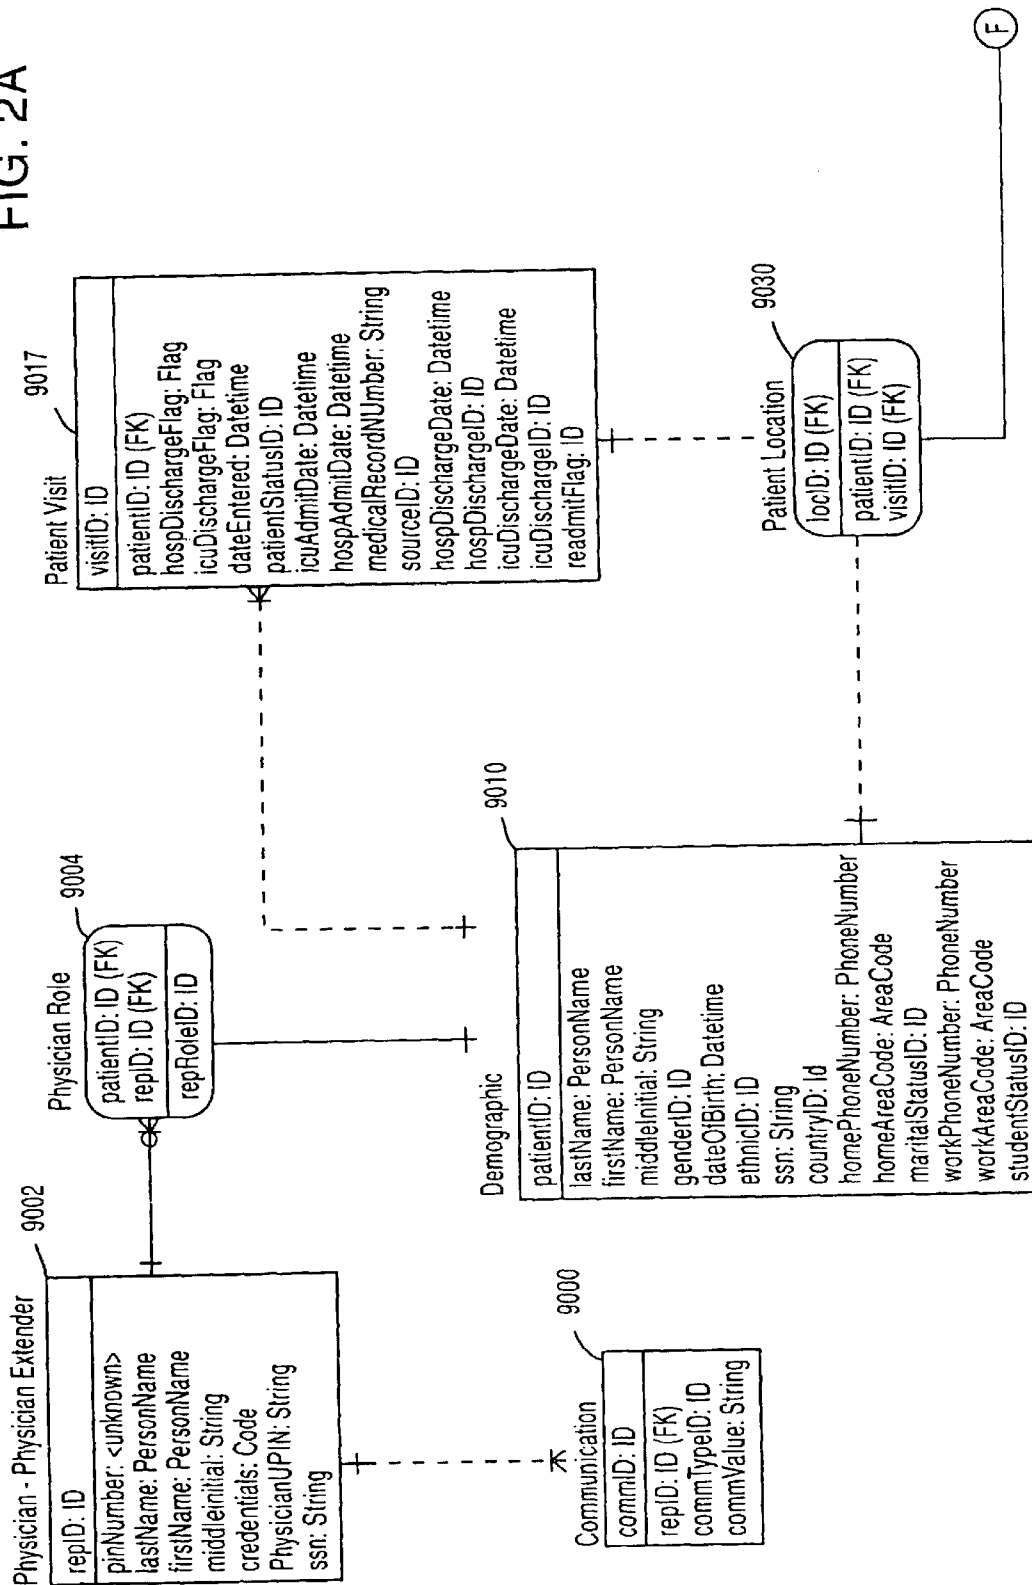 FIG. 2A
Physician - Physician Extender
9002
repID: ID
pinNumber: <unknown>
lastName: PersonName
firstName: PersonName
middleinitial: String
credentials: Code
PhysicianUPIN: String
ssn: String
Physician Role
9004
patientID: ID (FK)
repID: ID (FK)
repRoleID: ID
Patient Visit
9017
visitID: ID
patientID: ID (FK)
hospDischargeFlag: Flag
icuDischargeFlag: Flag
dateEntered: Datetime
patientStatusID: ID
icuAdmitDate: Datetime
hospAdmitDate: Datetime
medicalRecordNUmber: String
sourceID: ID
hospDischargeDate: Datetime
hospDischargeID: ID
icuDischargeDate: Datetime
icuDischargeID: ID
readmitFlag: ID
Communication
9000
commID: ID
repID: ID (FK)
commTypeID: ID
commValue: String
Demographic
9010
patientID: ID
lastName: PersonName
firstName: PersonName
middleInitial: String
genderID: ID
dateOfBirth: Datetime
ethnicID: ID
ssn: String
countryID: Id
homePhoneNumber: PhoneNumber
homeAreaCode: AreaCode
maritalStatusID: ID
workPhoneNumber: PhoneNumber
workAreaCode: AreaCode
studentStatusID: ID
Patient Location
9030
locID: ID (FK)
patientID: ID (FK)
visitID: ID (FK)
F